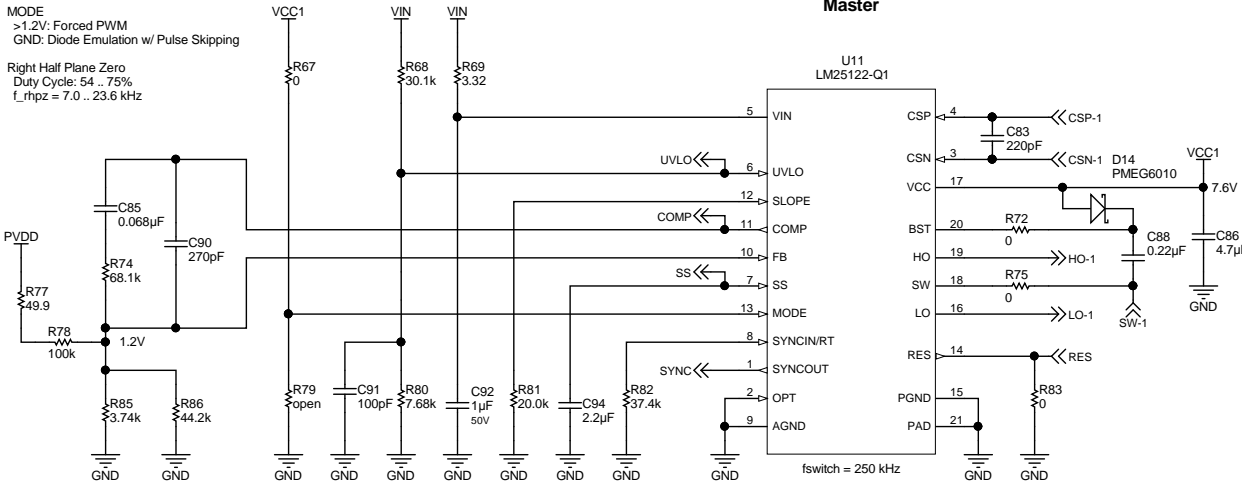 MODE
>1.2V: Forced PWM
GND: Diode Emulation w/ Pulse Skipping
Right Half Plane Zero
Duty Cycle: 54 .. 75%
f_rhpz = 7.0 .. 23.6 kHz
VCC1
VIN
VIN
Master
R67
0
R68
30.1k
R69
3.32
U11
LM25122-Q1
5
VIN
CSP
4
CSP-1
C83
220pF
UVLO
6
UVLO
CSN
3
CSN-1
D14
PMEG6010
VCC1
VCC
17
7.6V
12
SLOPE
C85
0.068µF
COMP
11
COMP
BST
20
R72
0
C88
0.22µF
C86
4.7µ
PVDD
C90
270pF
10
FB
HO
19
HO-1
R74
68.1k
SS
7
SS
SW
18
R75
0
GND
R77
49.9
13
MODE
LO
16
LO-1
SW-1
R78
100k
1.2V
8
SYNCIN/RT
RES
14
RES
SYNC
1
SYNCOUT
R79
open
C91
100pF
R80
7.68k
C92
1µF
50V
R81
20.0k
C94
2.2µF
R82
37.4k
2
OPT
PGND
15
R83
0
R85
3.74k
R86
44.2k
9
AGND
PAD
21
GND
GND
GND
GND
GND
GND
GND
GND
GND
GND
GND
GND
fswitch = 250 kHz